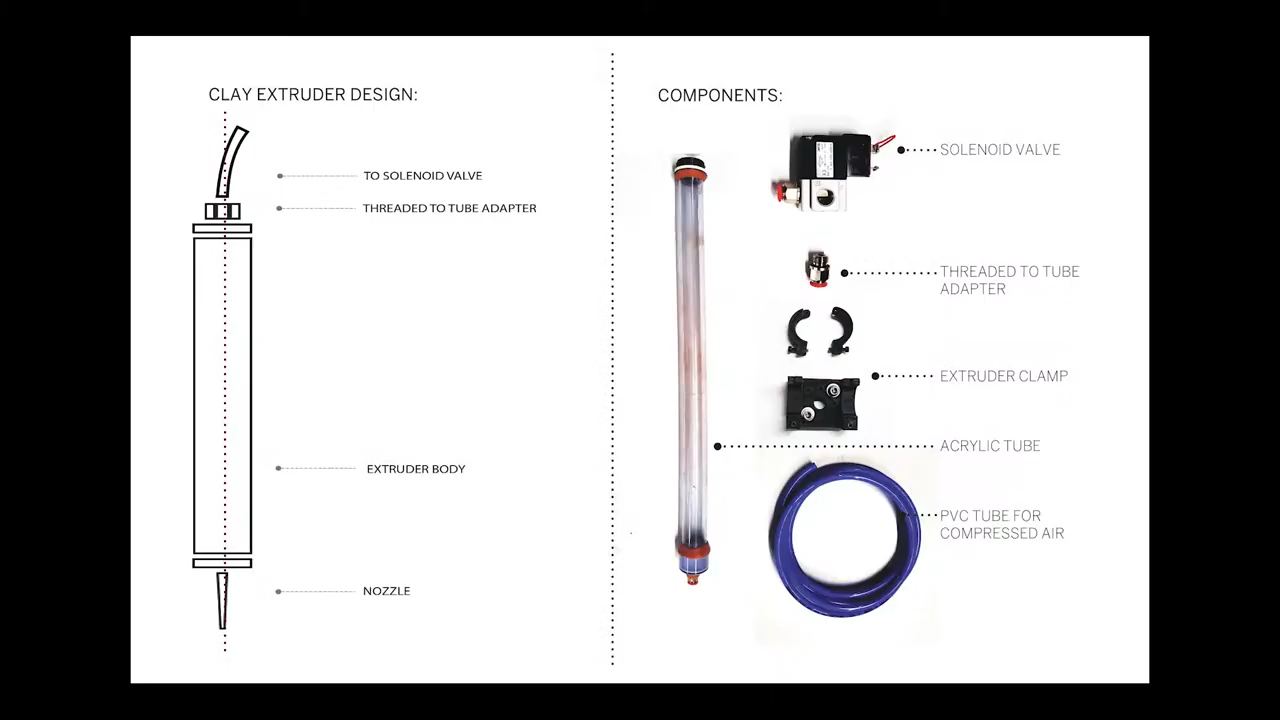 CLAY EXTRUDER DESIGN:
TO SOLENOID VALVE
THREADED TO TUBE ADAPTER
EXTRUDER BODY
NOZZLE
COMPONENTS:
SOLENOID VALVE
THREADED TO TUBE
ADAPTER
EXTRUDER CLAMP
ACRYLIC TUBE
PVC TUBE FOR
COMPRESSED AIR